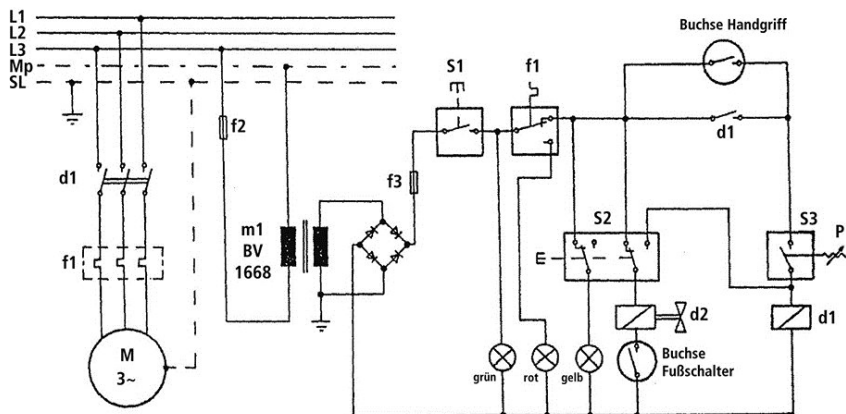 L1
L2
L3
Mp
SL
Buchse Handgriff
S1
f1
f2
d1
d1
f3
m1
BV
1668
S2
S3
P
f1
d2
d1
M
3~
grün
rot
gelb
Buchse
Fußschalter